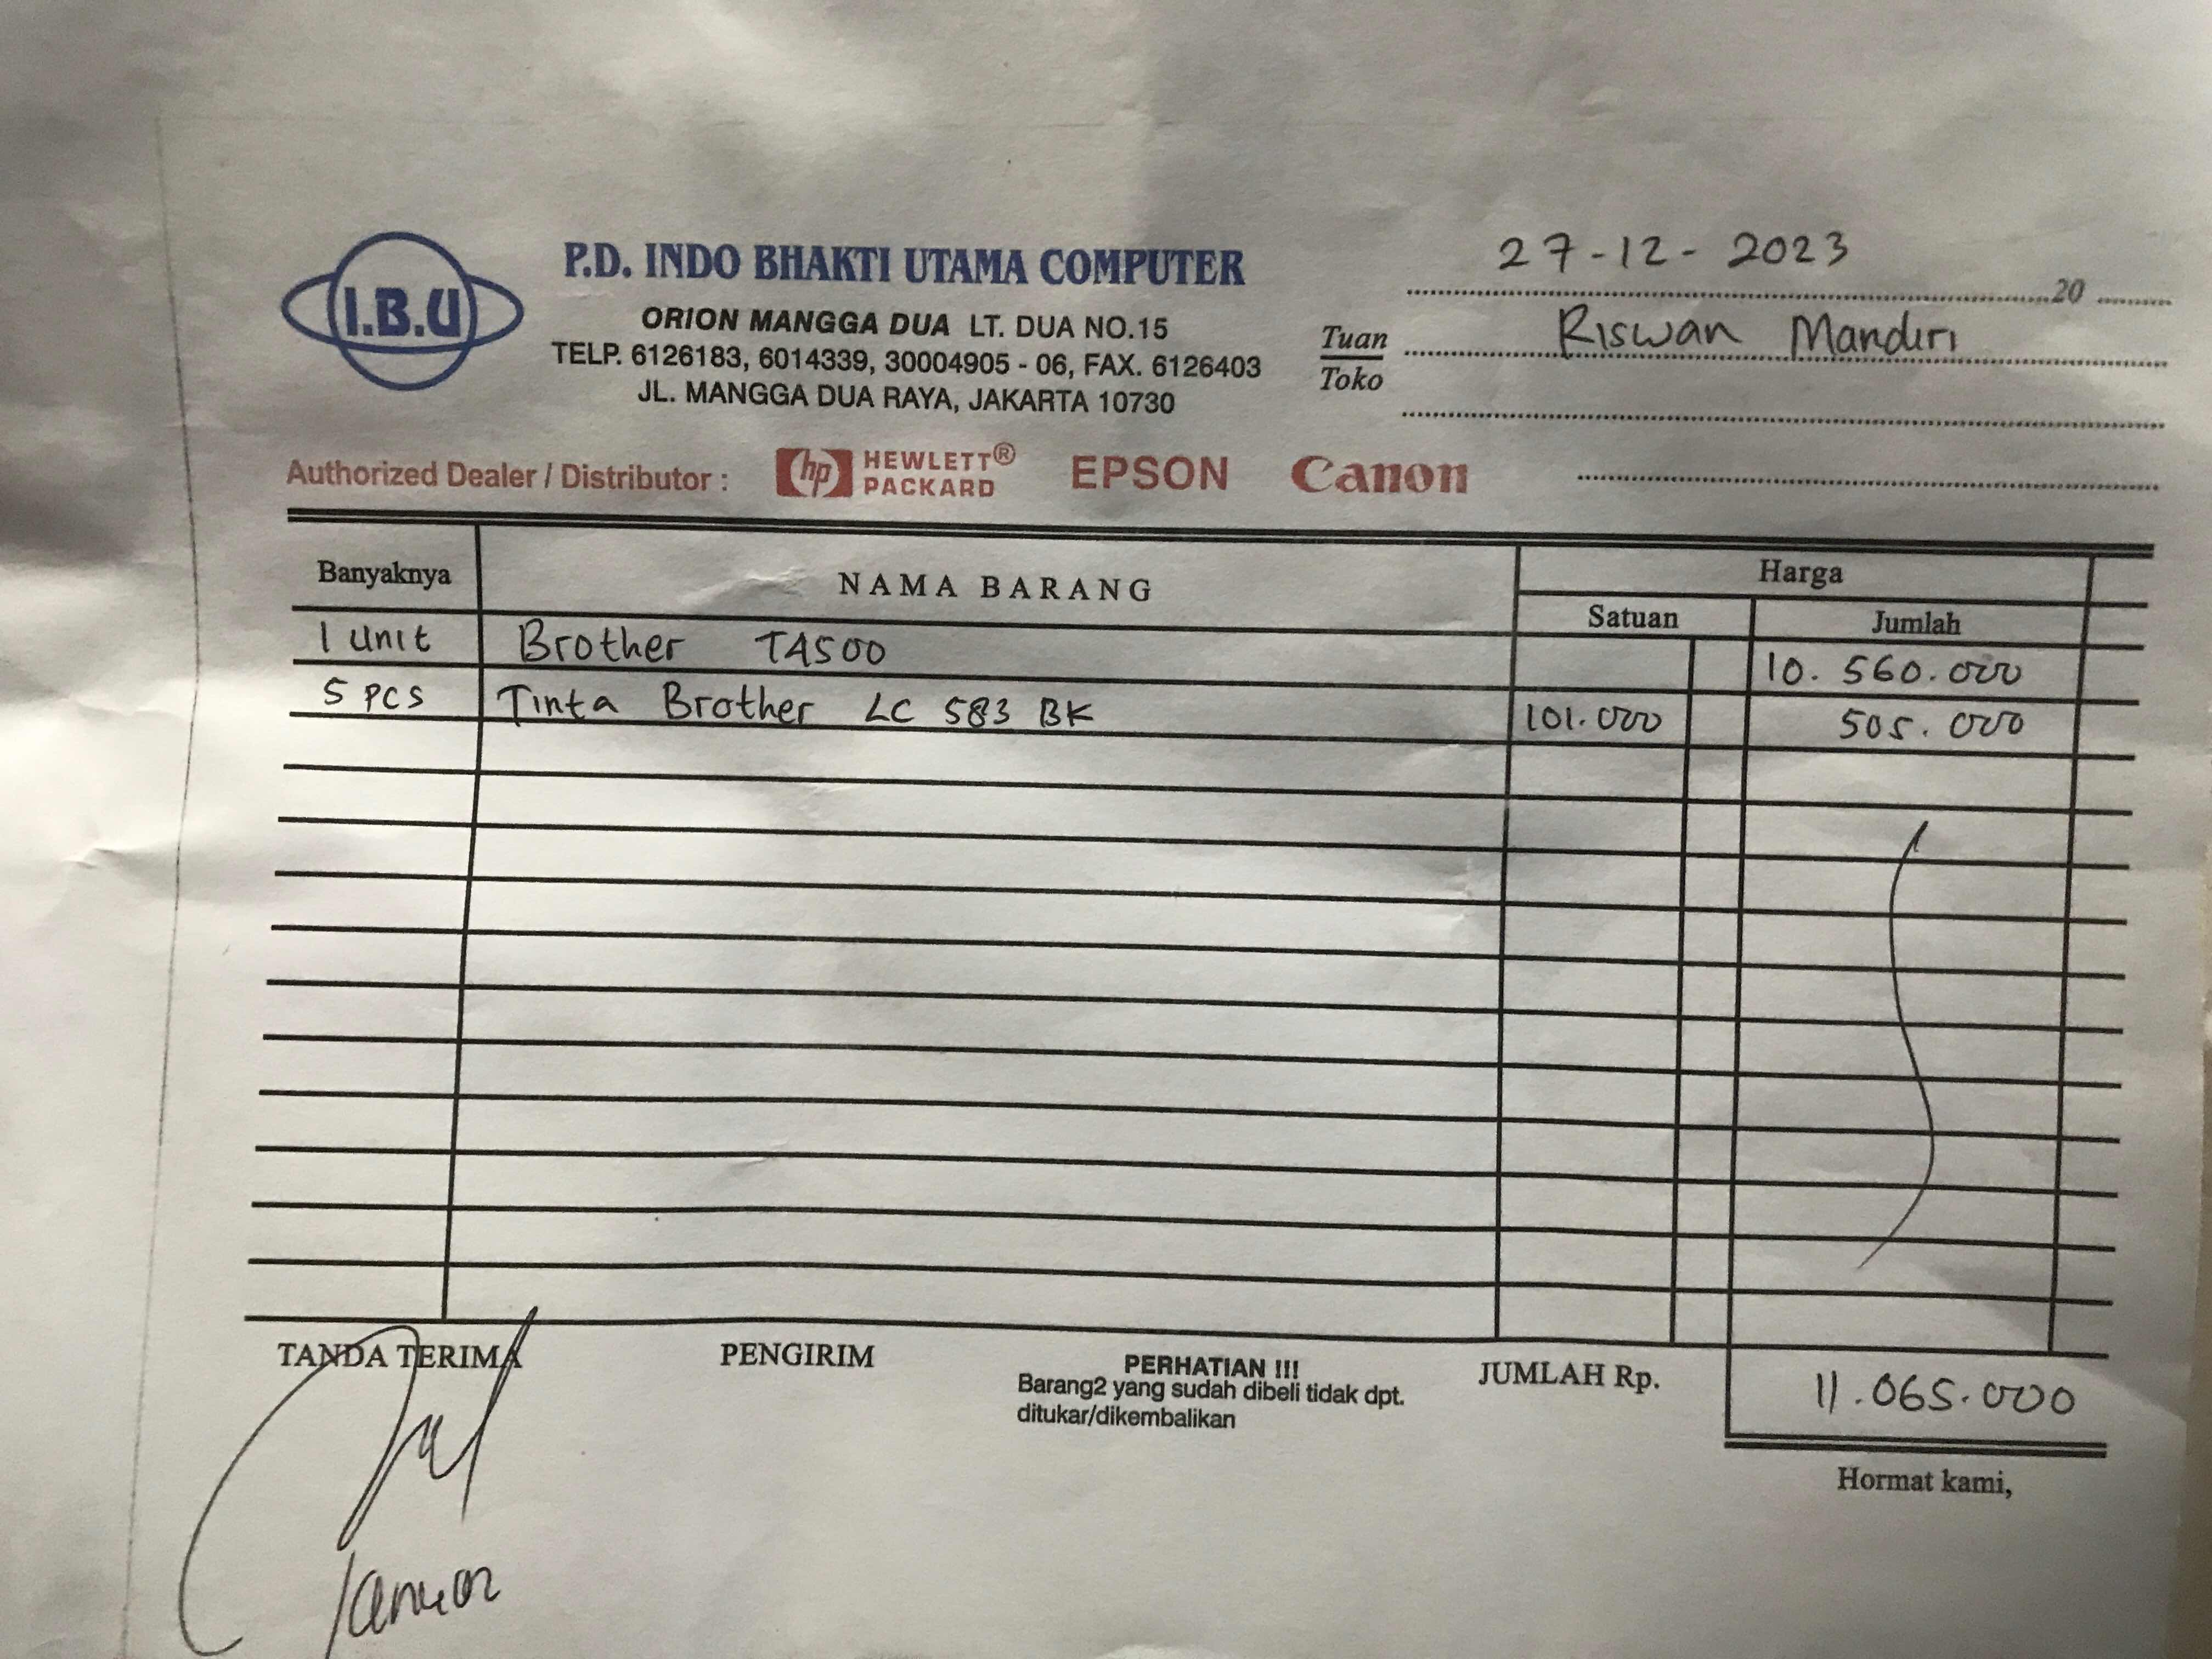 27-12-2023
I.B.U
P.D. INDO BHAKTI UTAMA COMPUTER
20
ORION MANGGA DUA LT. DUA NO.15
Tuan Riswan Mandiri
TELP. 6126183, 6014339, 30004905 - 06, FAX. 6126403
Toko
JL. MANGGA DUA RAYA, JAKARTA 10730
Authorized Dealer / Distributor : hp HEWLETT® PACKARD EPSON Canon
Banyaknya NAMA BARANG Harga
Satuan Jumlah
1 unit Brother T4500 10.560.000
5 pcs Tinta Brother LC 583 BK 101.000 505.000
TANDA TERIMA PENGIRIM PERHATIAN !!! JUMLAH Rp. 11.065.000
Barang2 yang sudah dibeli tidak dpt.
ditukar/dikembalikan
Hormat kami,